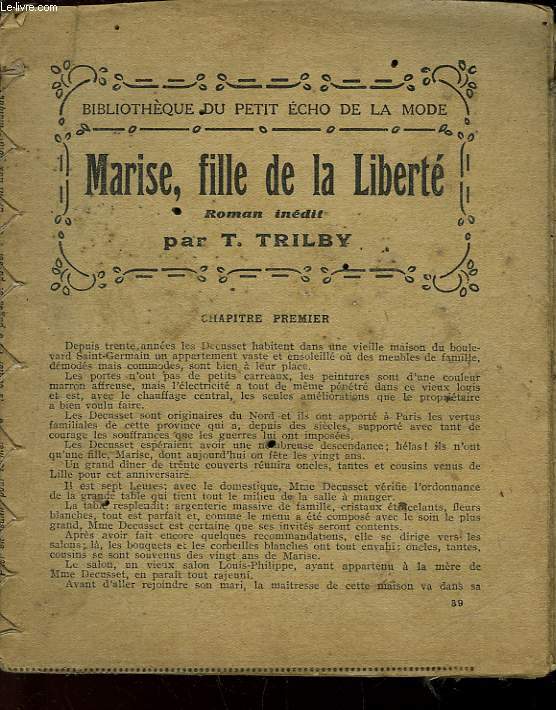 Le-livre.com
BIBLIOTHÈQUE DU PETIT ÉCHO DE LA MODE
Marise, fille de la Liberté
Roman inédit
par T. TRILBY
CHAPITRE PREMIER
Depuis trente années les Decusset habitent dans une vieille maison du boule-
vard Saint-Germain un appartement vaste et ensoleillé où des meubles de famille,
démodés mais commodes, sont bien à leur place.
Les portes n'ont pas de petits carreaux, les peintures sont d'une couleur
marron affreuse, mais l'électricité a tout de même pénétré dans ce vieux logis
et est, avec le chauffage central, les seules améliorations que le propriétaire
a bien voulu faire.
Les Decusset sont originaires du Nord et ils ont apporté à Paris les vertus
familiales de cette province qui a, depuis des siècles, supporté avec tant de
courage les souffrances que les guerres lui ont imposées.
Les Decusset espéraient avoir une nombreuse descendance; hélas! ils n'ont
qu'une fille, Marise, dont aujourd'hui on fête les vingt ans.
Un grand dîner de trente couverts réunira oncles, tantes et cousins venus de
Lille pour cet anniversaire.
Il est sept heures; avec le domestique, Mme Decusset vérifie l'ordonnance
de la grande table qui tient tout le milieu de la salle à manger.
La table resplendit: argenterie massive de famille, cristaux étincelants, fleurs
blanches, tout est parfait et, comme le menu a été composé avec le soin le plus
grand, Mme Decusset est certaine que ses invités seront contents.
Après avoir fait encore quelques recommandations, elle se dirige vers les
salons; là, les bouquets et les corbeilles blanches ont tout envahi: oncles, tantes,
cousins se sont souvenus des vingt ans de Marise.
Le salon, un vieux salon Louis-Philippe, ayant appartenu à la mère de
Mme Decusset, en paraît tout rajeuni.
Avant d'aller rejoindre son mari, la maîtresse de cette maison va dans sa
39